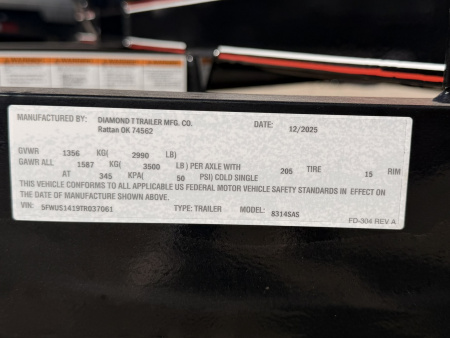 MANUFACTURED BY: DIAMOND T TRAILER MFG. CO. DATE: 12/2025
Rattan OK 74562
GVWR 1356 KG( 2990 LB)
GAWR ALL 1587 KG( 3500 LB) PER AXLE WITH 205 TIRE 15 RIM
AT 345 KPA( 50 PSI) COLD SINGLE
THIS VEHICLE CONFORMS TO ALL APPLICABLE US FEDERAL MOTOR VEHICLE SAFETY STANDARDS IN EFFECT ON
THE DATE OF MANUFACTURE SHOWN ABOVE.
VIN: 5FWUS1419TR037061 TYPE: TRAILER MODEL: 8314SA5
FD-304 REV A